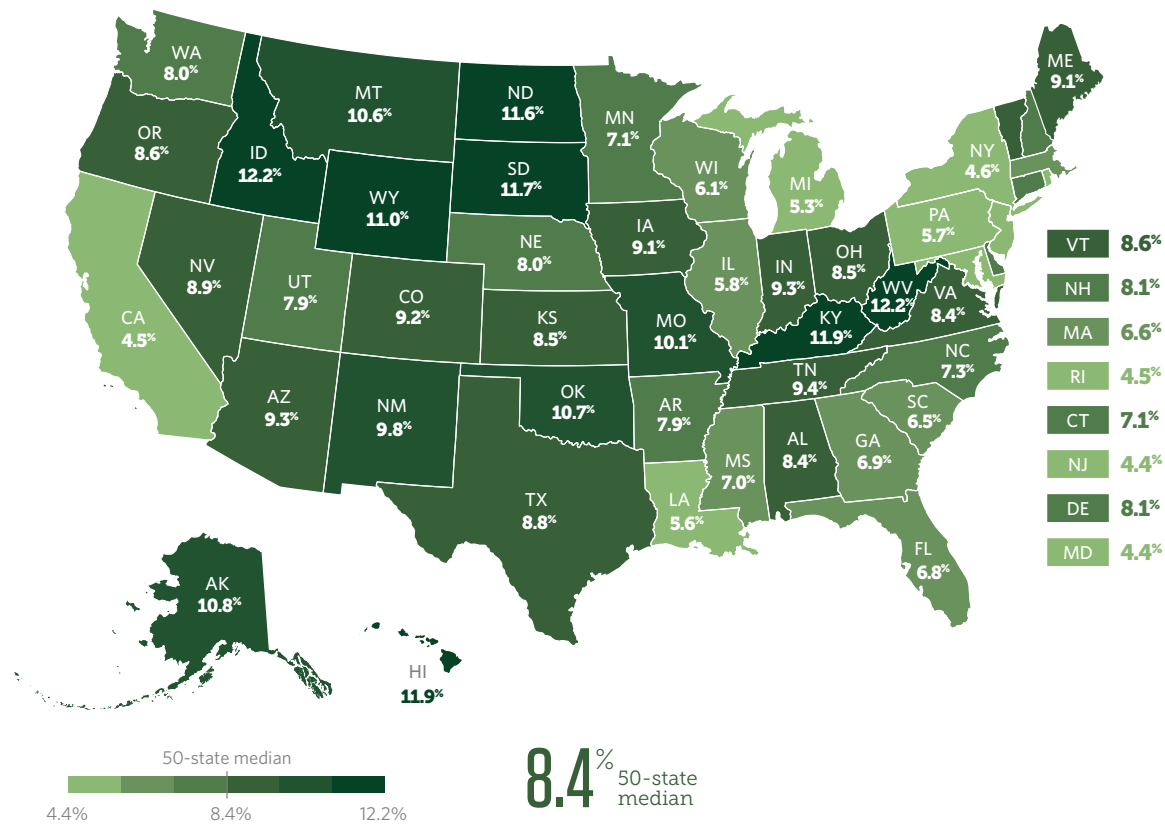 WA
8.0%
MT
10.6%
ND
11.6%
MN
7.1%
ME
9.1%
OR
8.6%
ID
12.2%
SD
11.7%
WI
6.1%
MI
5.3%
NY
4.6%
WY
11.0%
IA
9.1%
PA
5.7%
NE
8.0%
NV
8.9%
UT
7.9%
CO
9.2%
IL
5.8%
IN
9.3%
OH
8.5%
WV
12.2%
VA
8.4%
CA
4.5%
KS
8.5%
MO
10.1%
KY
11.9%
NC
7.3%
TN
9.4%
AZ
9.3%
NM
9.8%
OK
10.7%
AR
7.9%
SC
6.5%
MS
7.0%
AL
8.4%
GA
6.9%
TX
8.8%
LA
5.6%
FL
6.8%
AK
10.8%
HI
11.9%
VT 8.6%
NH 8.1%
MA 6.6%
RI 4.5%
CT 7.1%
NJ 4.4%
DE 8.1%
MD 4.4%
50-state median
4.4% 8.4% 12.2%
8.4%
50-state
median